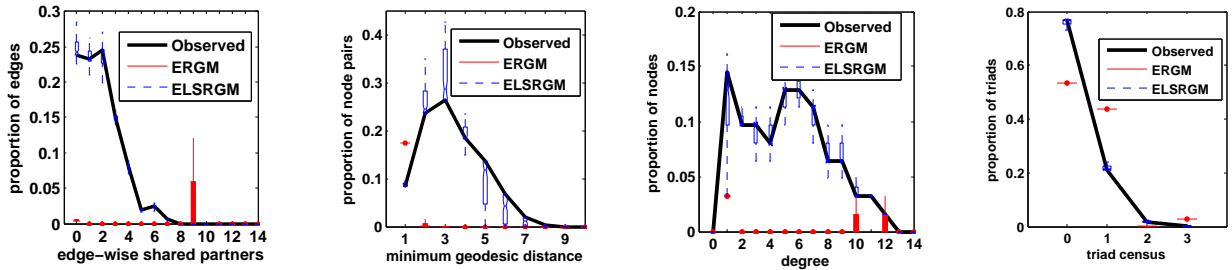 proportion of edges
0.3
0.25
0.2
0.15
0.1
0.05
0
Observed
ERGM
ELSRGM
0 2 4 6 8 10 12 14
edge−wise shared partners
proportion of node pairs
0.4
0.3
0.2
0.1
0
Observed
ERGM
ELSRGM
1 3 5 7 9
minimum geodesic distance
proportion of nodes
0.2
0.15
0.1
0.05
0
Observed
ERGM
ELSRGM
0 2 4 6 8 10 12 14
degree
proportion of triads
0.8
0.6
0.4
0.2
0
Observed
ERGM
ELSRGM
0 1 2 3
triad census